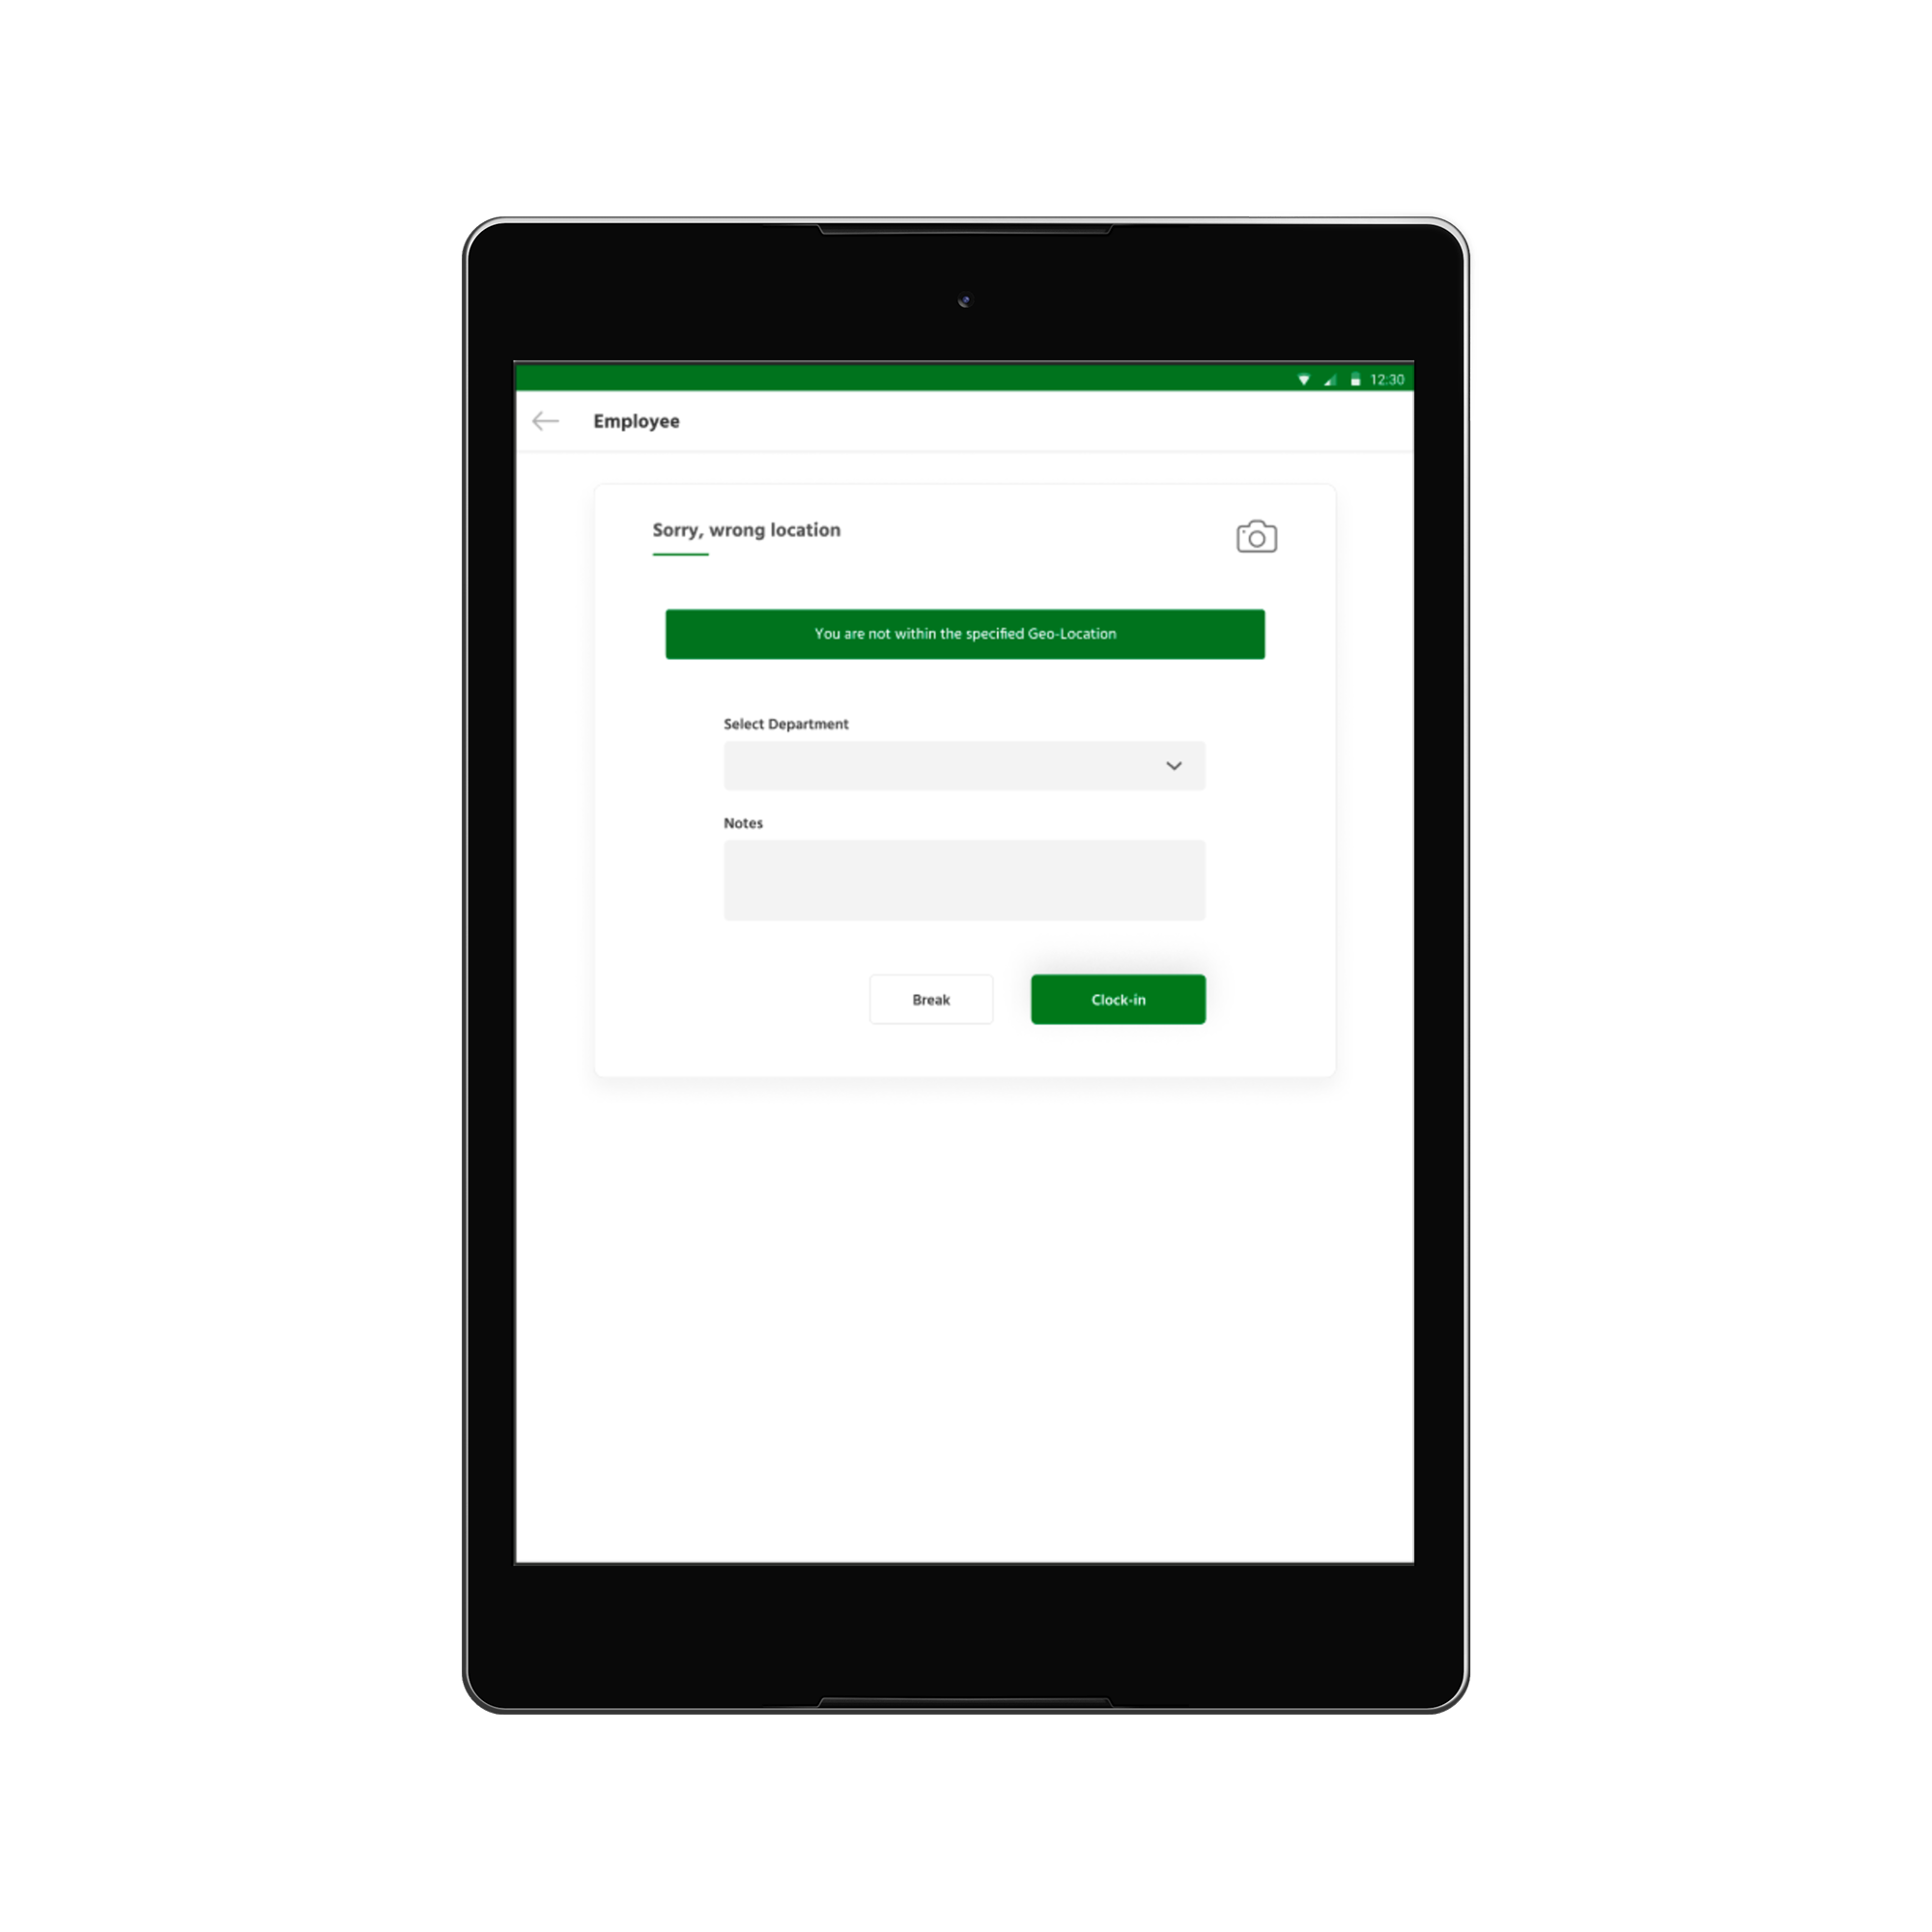 12:30
Employee
Sorry, wrong location
You are not within the specified Geo-Location
Select Department
Notes
Break
Clock-in